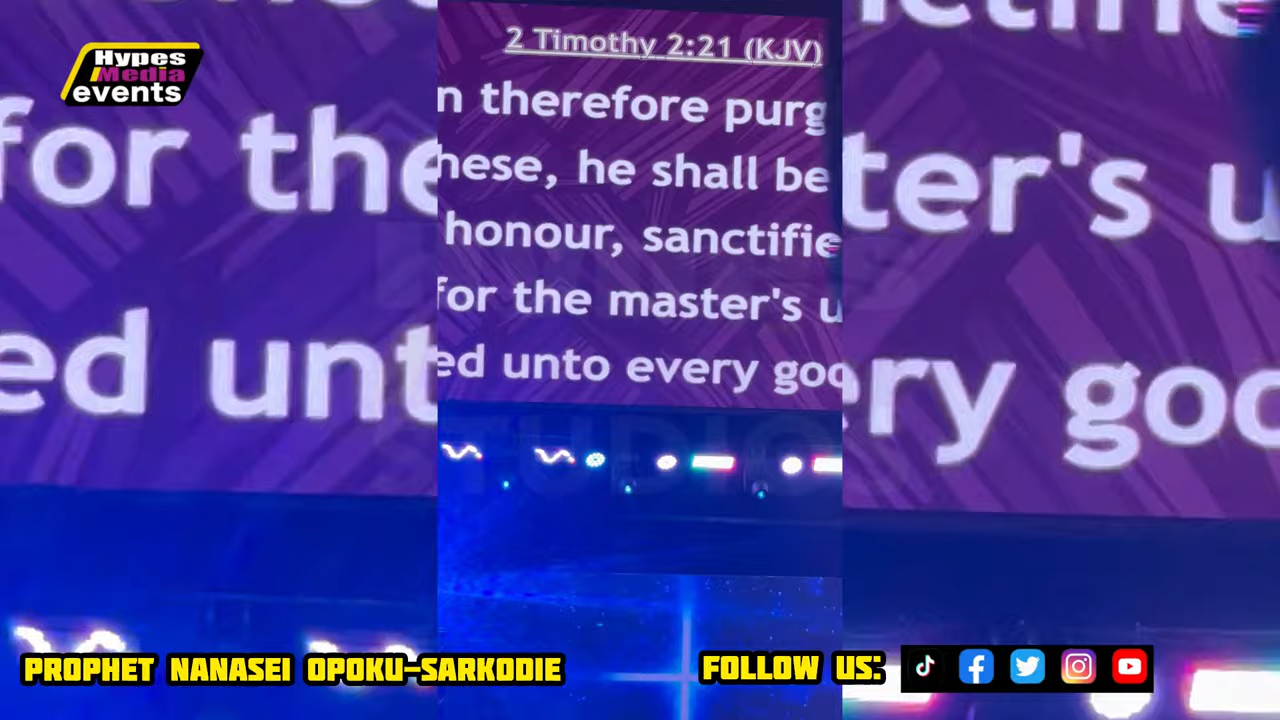 Hypes
Media
events
2 Timothy 2:21 (KJV)
n therefore purg
hese, he shall be
honour, sanctifie
for the master's u
ed unto every goo
for the
ed unt
ter's u
ery goo
PROPHET NANASEI OPOKU-SARKODIE
FOLLOW US: